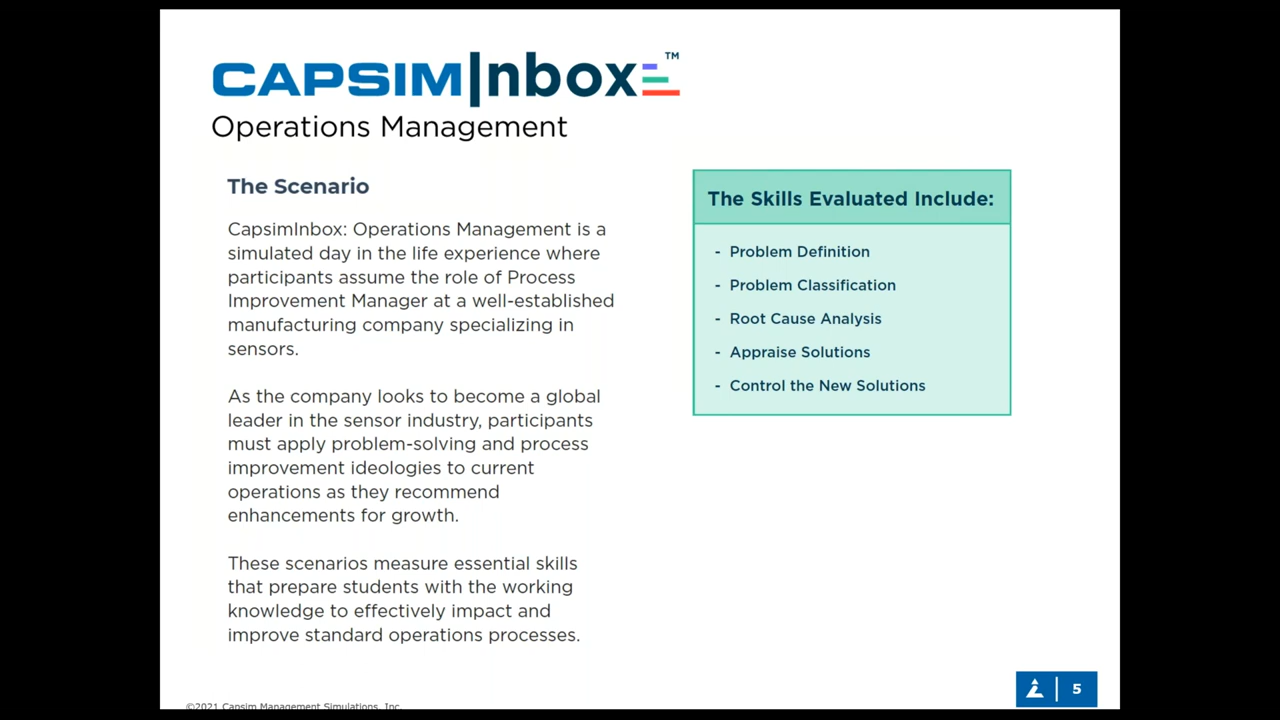 CAPSIM Inbox ™
Operations Management
The Scenario
CapsimInbox: Operations Management is a
simulated day in the life experience where
participants assume the role of Process
Improvement Manager at a well-established
manufacturing company specializing in
sensors.
As the company looks to become a global
leader in the sensor industry, participants
must apply problem-solving and process
improvement ideologies to current
operations as they recommend
enhancements for growth.
These scenarios measure essential skills
that prepare students with the working
knowledge to effectively impact and
improve standard operations processes.
The Skills Evaluated Include:
- Problem Definition
- Problem Classification
- Root Cause Analysis
- Appraise Solutions
- Control the New Solutions
©2021 Capsim Management Simulations, Inc.
5